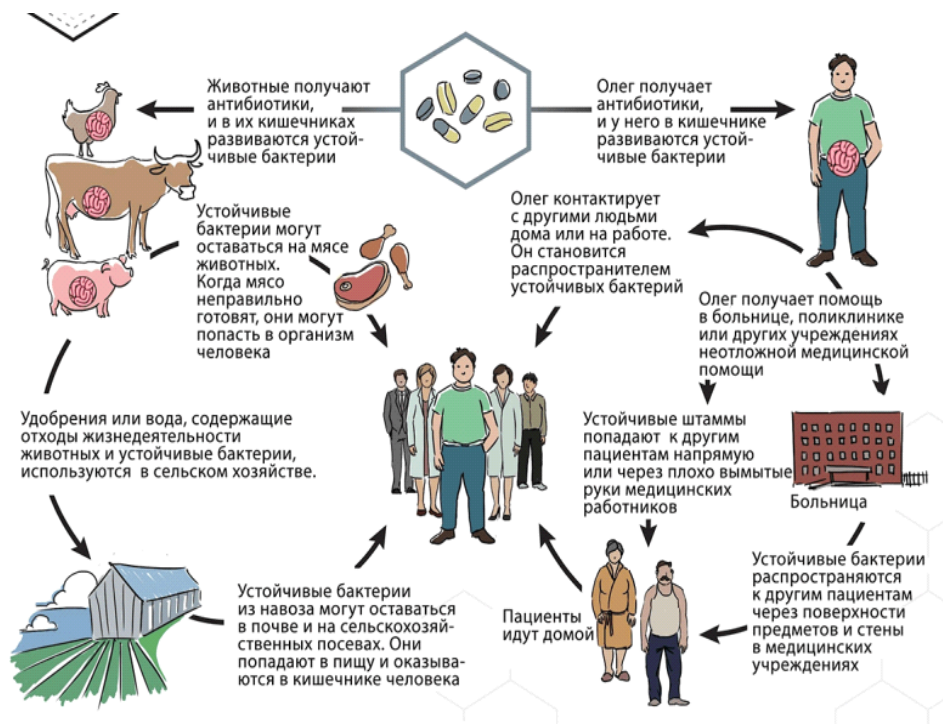 Животные получают
антибиотики,
и в их кишечниках
развиваются устой-
чивые бактерии
Олег получает
антибиотики,
и у него в кишечнике
развиваются устой-
чивые бактерии
Устойчивые
бактерии могут
оставаться на мясе
животных.
Когда мясо
неправильно
готовят, они могут
попасть в организм
человека
Олег контактирует
с другими людьми
дома или на работе.
Он становится
распространителем
устойчивых бактерий
Олег получает помощь
в больнице, поликлинике
или других учреждениях
неотложной медицинской
помощи
Удобрения или вода, содержащие
отходы жизнедеятельности
животных и устойчивые бактерии,
используются в сельском хозяйстве.
Устойчивые штаммы
попадают к другим
пациентам напрямую
или через плохо вымытые
руки медицинских
работников
Больница
Устойчивые бактерии
из навоза могут оставаться
в почве и на сельскохозяй-
ственных посевах. Они
попадают в пищу и оказыва-
ются в кишечнике человека
Пациенты
идут домой
Устойчивые бактерии
распространяются
к другим пациентам
через поверхности
предметов и стены
в медицинских
учреждениях